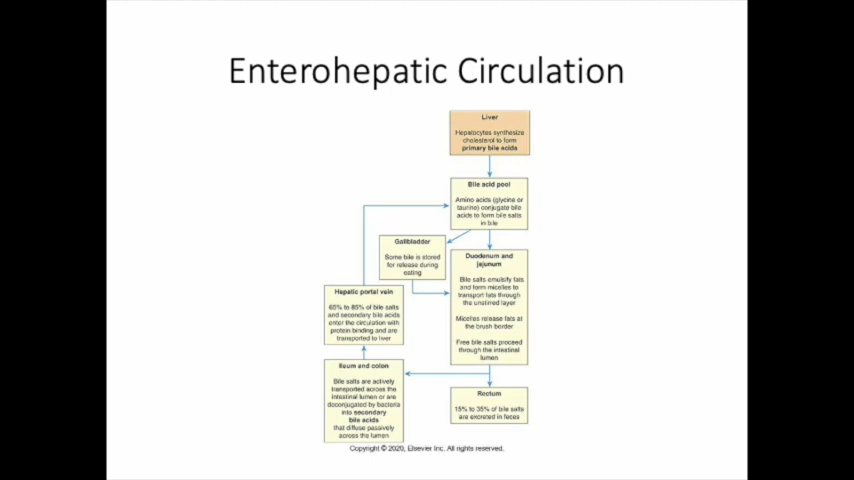 Enterohepatic Circulation
Liver
Hepatocytes synthesize
cholesterol to form
primary bile acids
Bile acid pool
Amino acids (glycine or
taurine) conjugate bile
acids to form bile salts
in bile
Gallbladder
Some bile is stored
for release during
eating
Duodenum and
jejunum
Bile salts emulsify fats
and form micelles to
transport fats through
the unstirred layer
Micelles release fats at
the brush border
Free bile salts proceed
through the intestinal
lumen
Hepatic portal vein
65% to 85% of bile salts
and secondary bile acids
enter the circulation with
protein binding and are
transported to liver
Ileum and colon
Bile salts are actively
transported across the
intestinal lumen or are
deconjugated by bacteria
into secondary
bile acids
that diffuse passively
across the lumen
Rectum
15% to 35% of bile salts
are excreted in feces
Copyright © 2020, Elsevier Inc. All rights reserved.